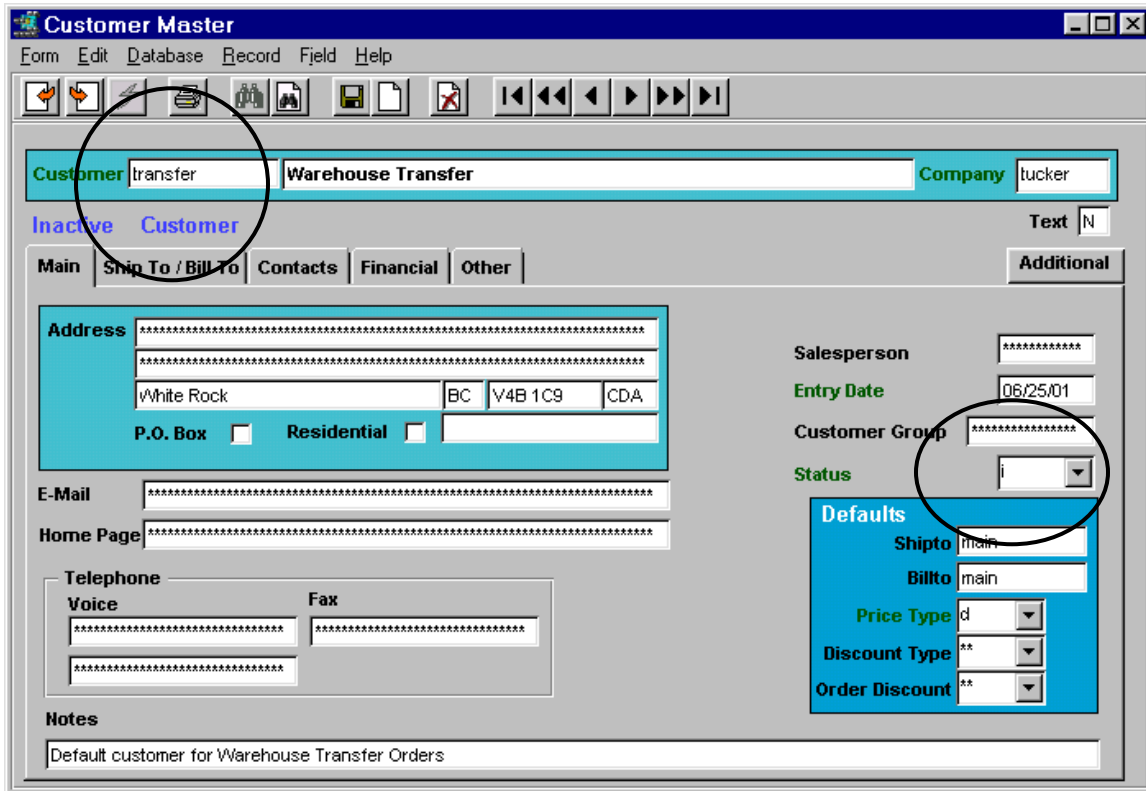 Customer Master
Form Edit Database Record Field Help
Customer transfer Warehouse Transfer Company tucker
Inactive Customer Text N
Main Ship To / Bill To Contacts Financial Other Additional
Address ******************************************************************************
******************************************************************************
White Rock BC V4B 1C9 CDA
P.O. Box Residential
Salesperson ************
Entry Date 06/25/01
Customer Group ****************
Status i
E-Mail ******************************************************************************
Home Page ******************************************************************************
Defaults
Shipto main
Billto main
Price Type d
Discount Type **
Order Discount **
Telephone
Voice Fax
******************************** ********************************
********************************
Notes
Default customer for Warehouse Transfer Orders